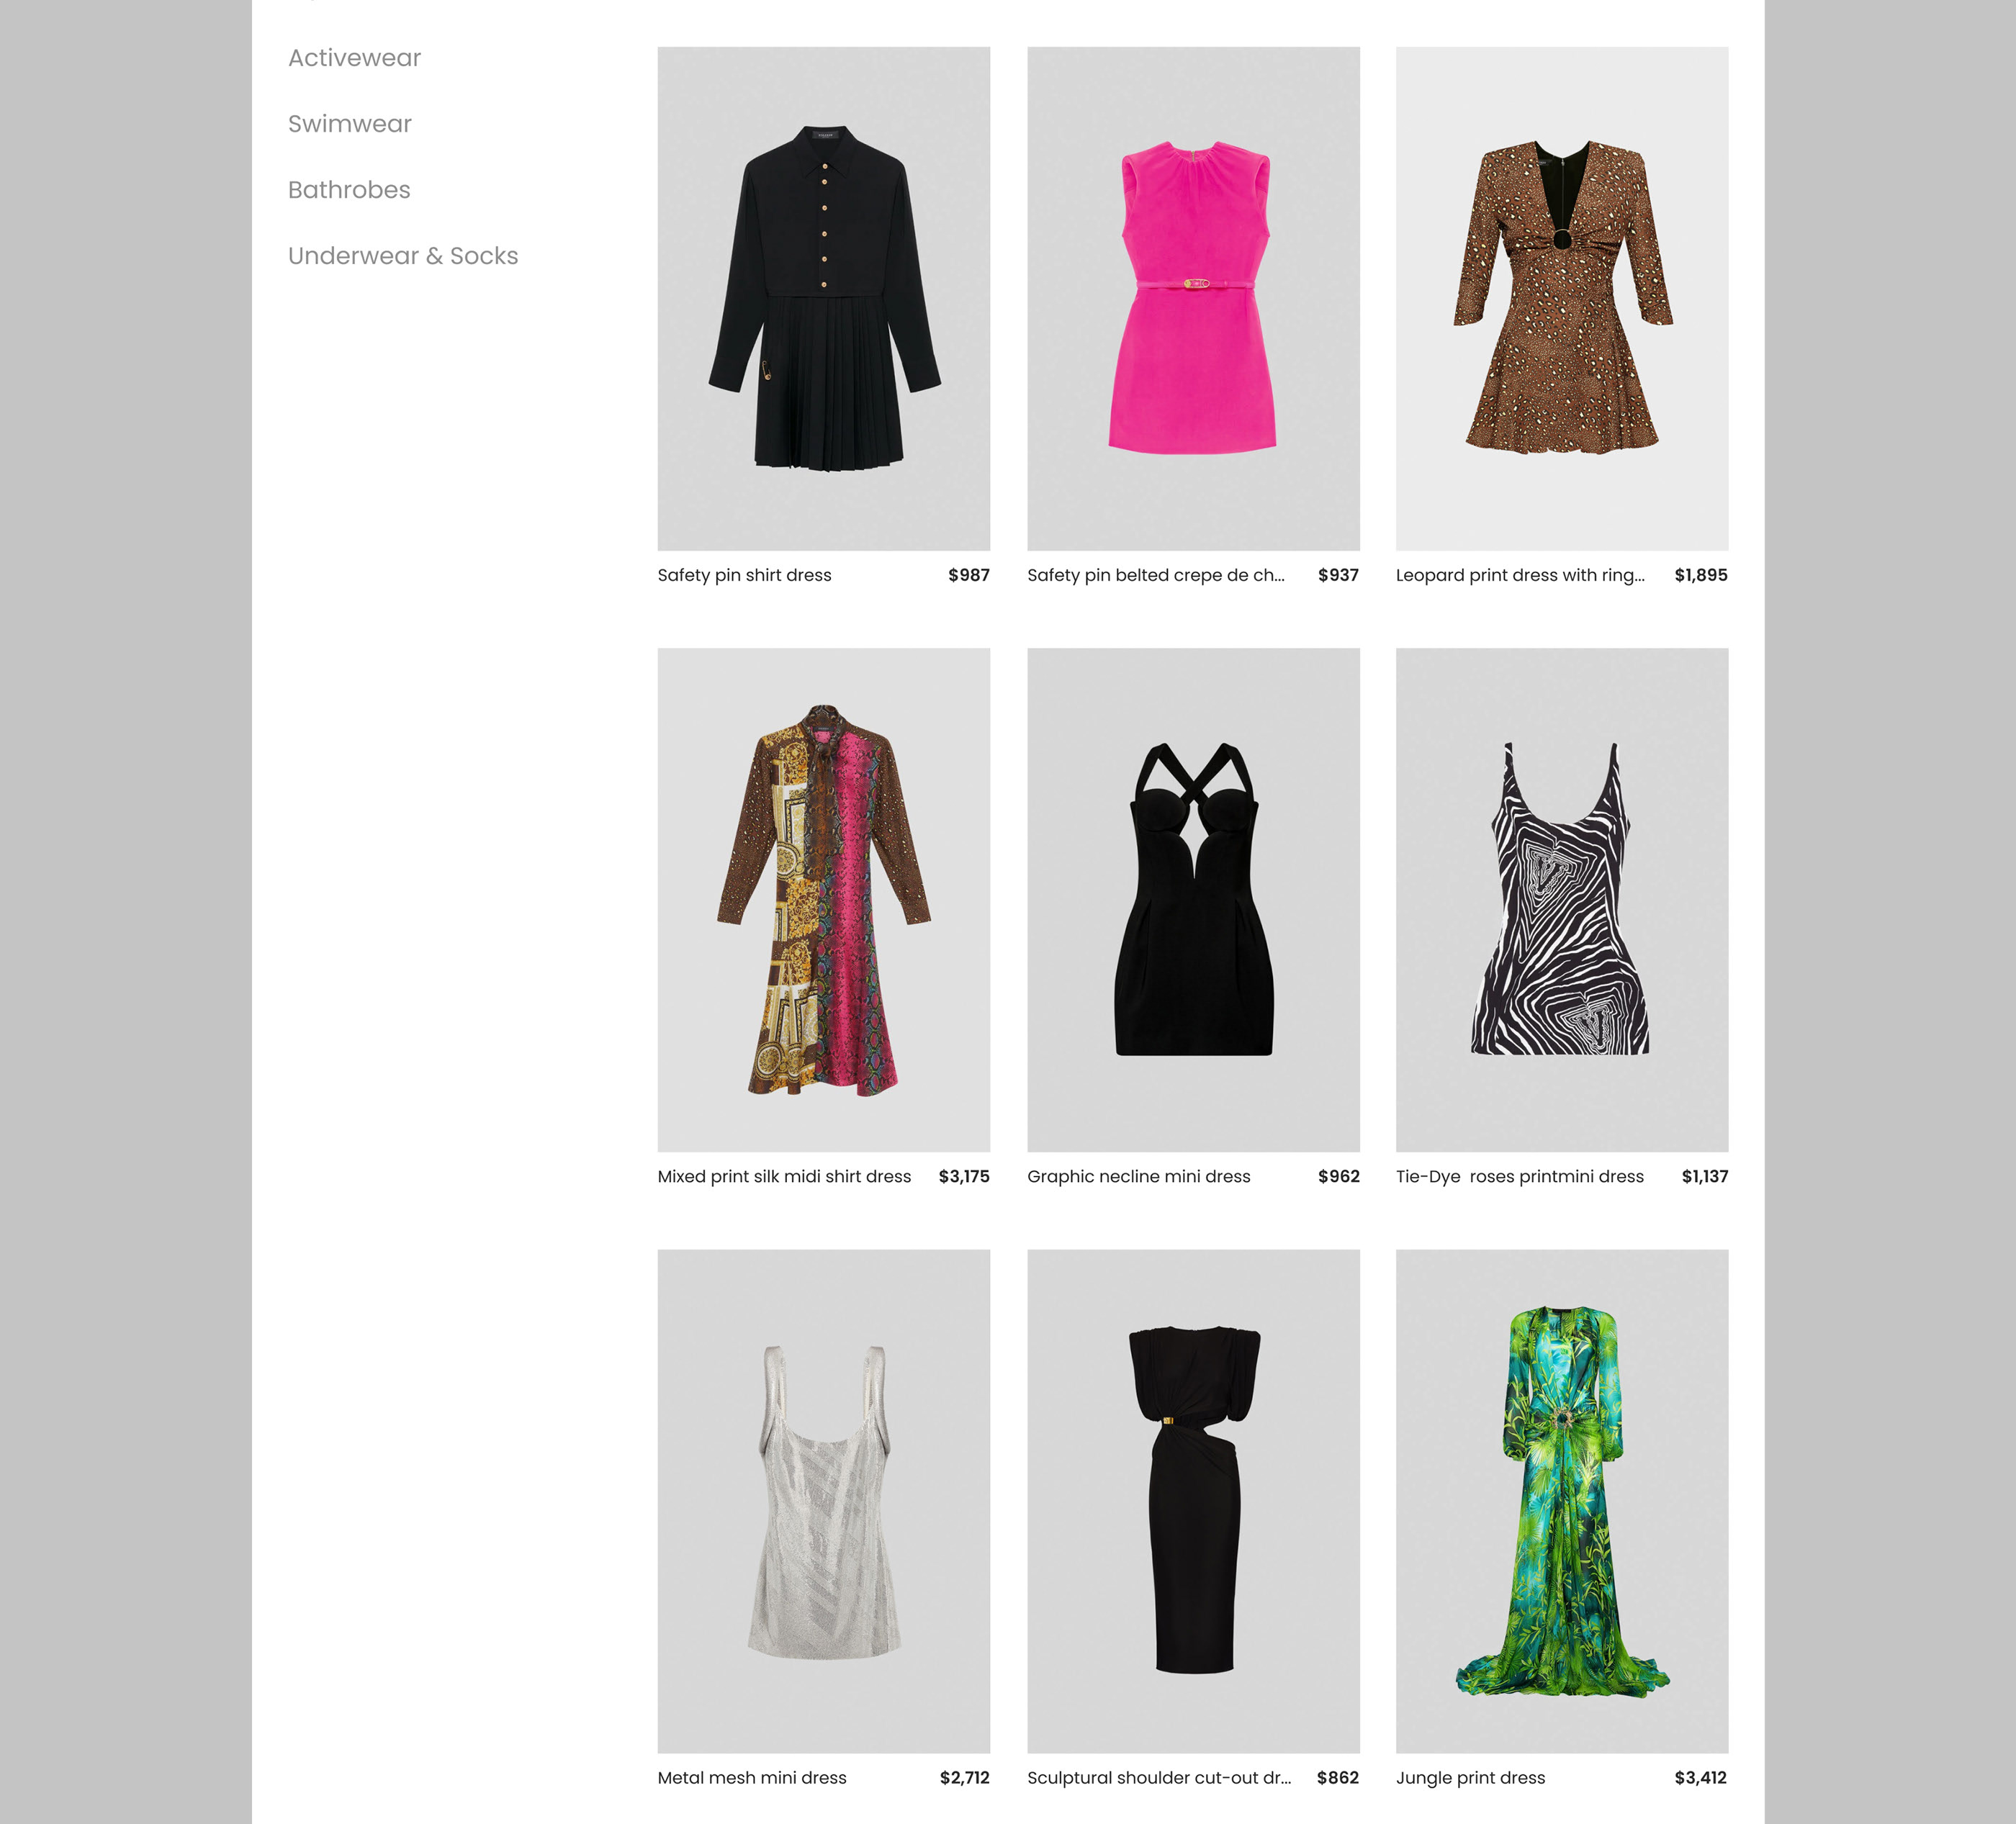 Activewear
Swimwear
Bathrobes
Underwear & Socks
Safety pin shirt dress $987
Safety pin belted crepe de ch... $937
Leopard print dress with ring... $1,895
Mixed print silk midi shirt dress $3,175
Graphic necline mini dress $962
Tie-Dye  roses printmini dress $1,137
Metal mesh mini dress $2,712
Sculptural shoulder cut-out dr... $862
Jungle print dress $3,412